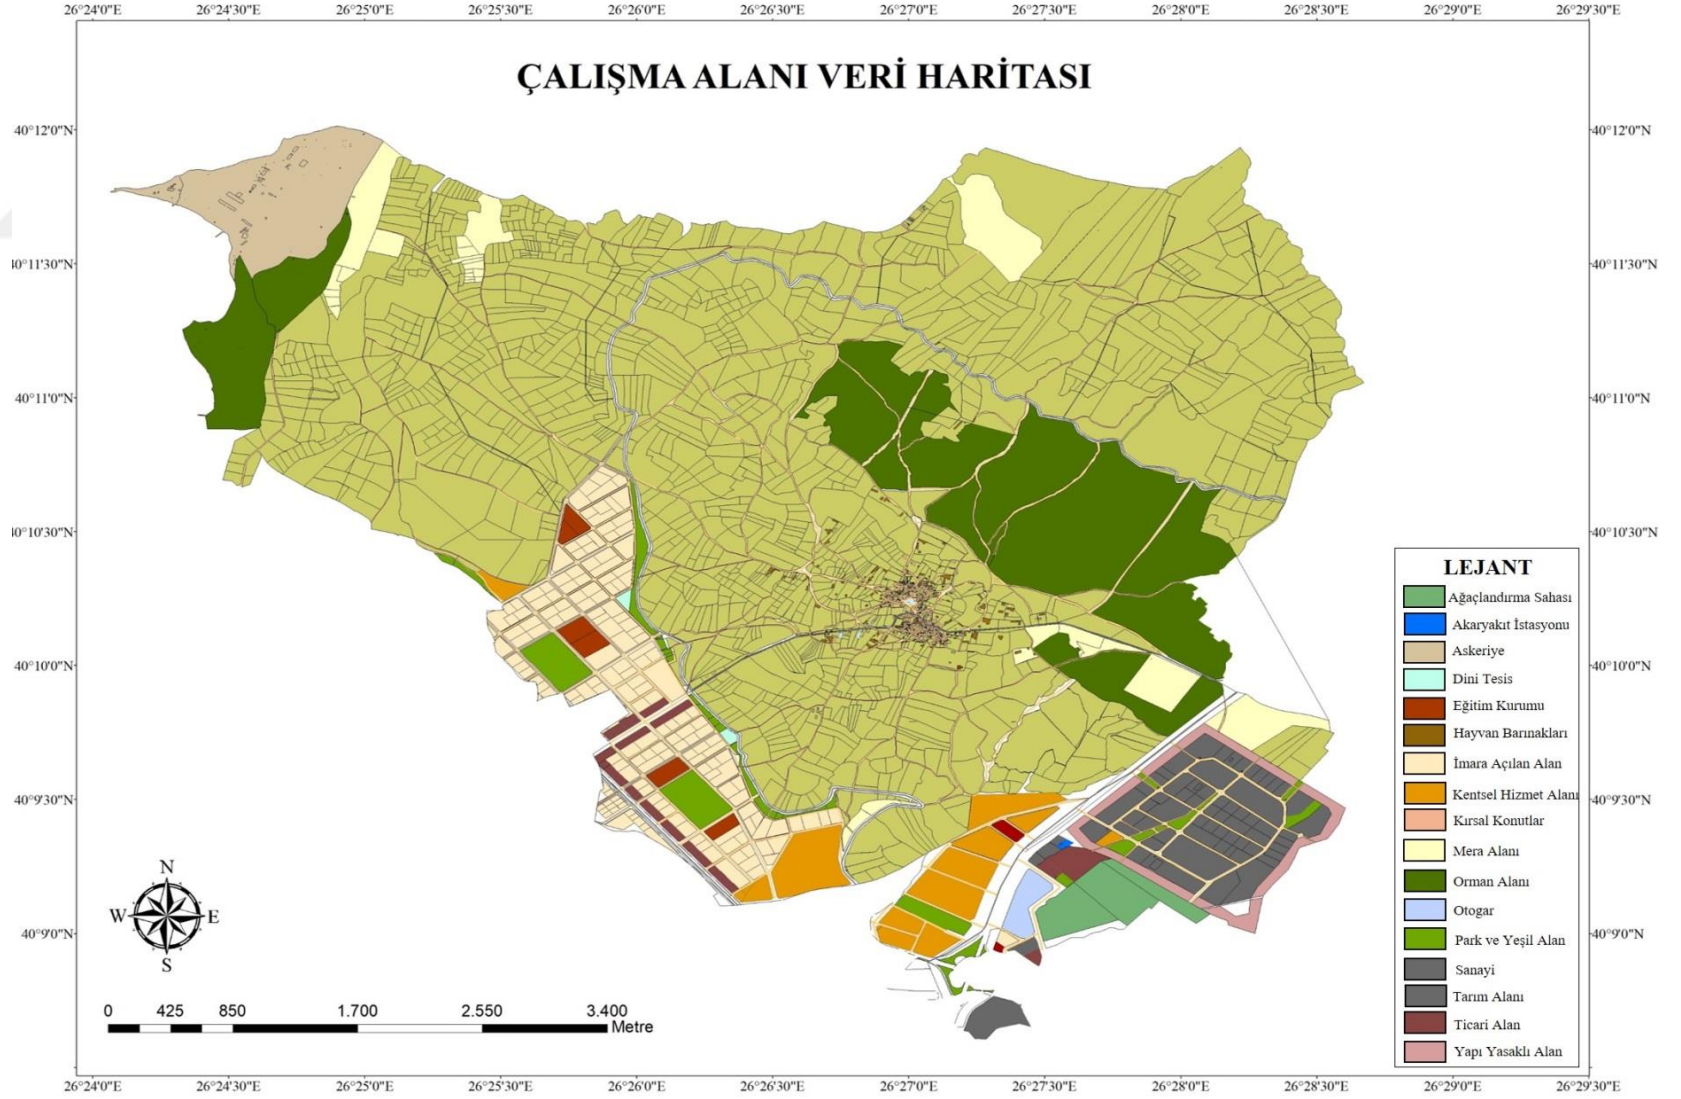 26°24'0"E 26°24'30"E 26°25'0"E 26°25'30"E 26°26'0"E 26°26'30"E 26°27'0"E 26°27'30"E 26°28'0"E 26°28'30"E 26°29'0"E 26°29'30"E
ÇALIŞMA ALANI VERİ HARİTASI
40°12'0"N 40°12'0"N
40°11'30"N 40°11'30"N
40°11'0"N 40°11'0"N
40°10'30"N 40°10'30"N
40°10'0"N 40°10'0"N
40°9'30"N 40°9'30"N
40°9'0"N 40°9'0"N
LEJANT
Ağaçlandırma Sahası
Akaryakıt İstasyonu
Askeriye
Dini Tesis
Eğitim Kurumu
Hayvan Barınakları
İmara Açılan Alan
Kentsel Hizmet Alanı
Kırsal Konutlar
Mera Alanı
Orman Alanı
Otogar
Park ve Yeşil Alan
Sanayi
Tarım Alanı
Ticari Alan
Yapı Yasaklı Alan
N
W E
S
0 425 850 1.700 2.550 3.400
Metre
26°24'0"E 26°24'30"E 26°25'0"E 26°25'30"E 26°26'0"E 26°26'30"E 26°27'0"E 26°27'30"E 26°28'0"E 26°28'30"E 26°29'0"E 26°29'30"E